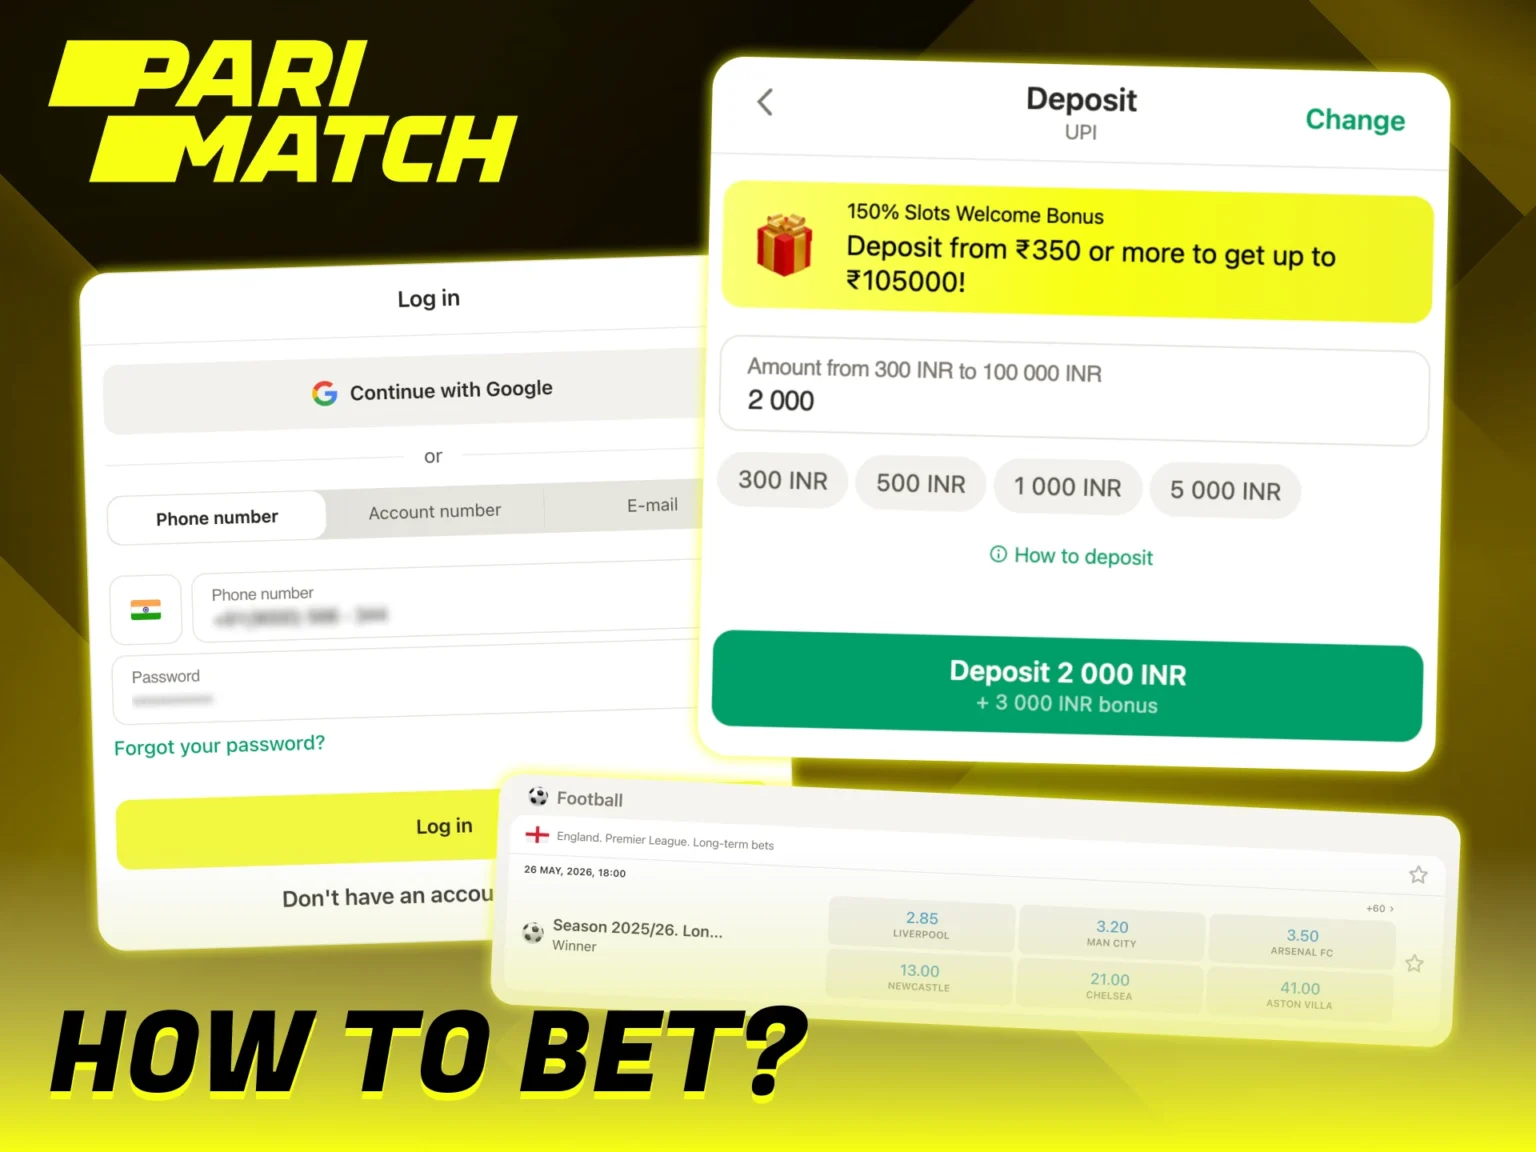 PARI
MATCH
Log in
Continue with Google
or
Phone number
Account number
E-mail
Phone number
Password
Forgot your password?
Log in
Don't have an accou
Deposit
UPI
Change
150% Slots Welcome Bonus
Deposit from ₹350 or more to get up to
₹105000!
Amount from 300 INR to 100 000 INR
2 000
300 INR
500 INR
1 000 INR
5 000 INR
How to deposit
Deposit 2 000 INR
+ 3 000 INR bonus
Football
England. Premier League. Long-term bets
26 MAY, 2026, 18:00
+60 >
Season 2025/26. Lon...
Winner
2.85
LIVERPOOL
3.20
MAN CITY
3.50
ARSENAL FC
13.00
NEWCASTLE
21.00
CHELSEA
41.00
ASTON VILLA
HOW TO BET?